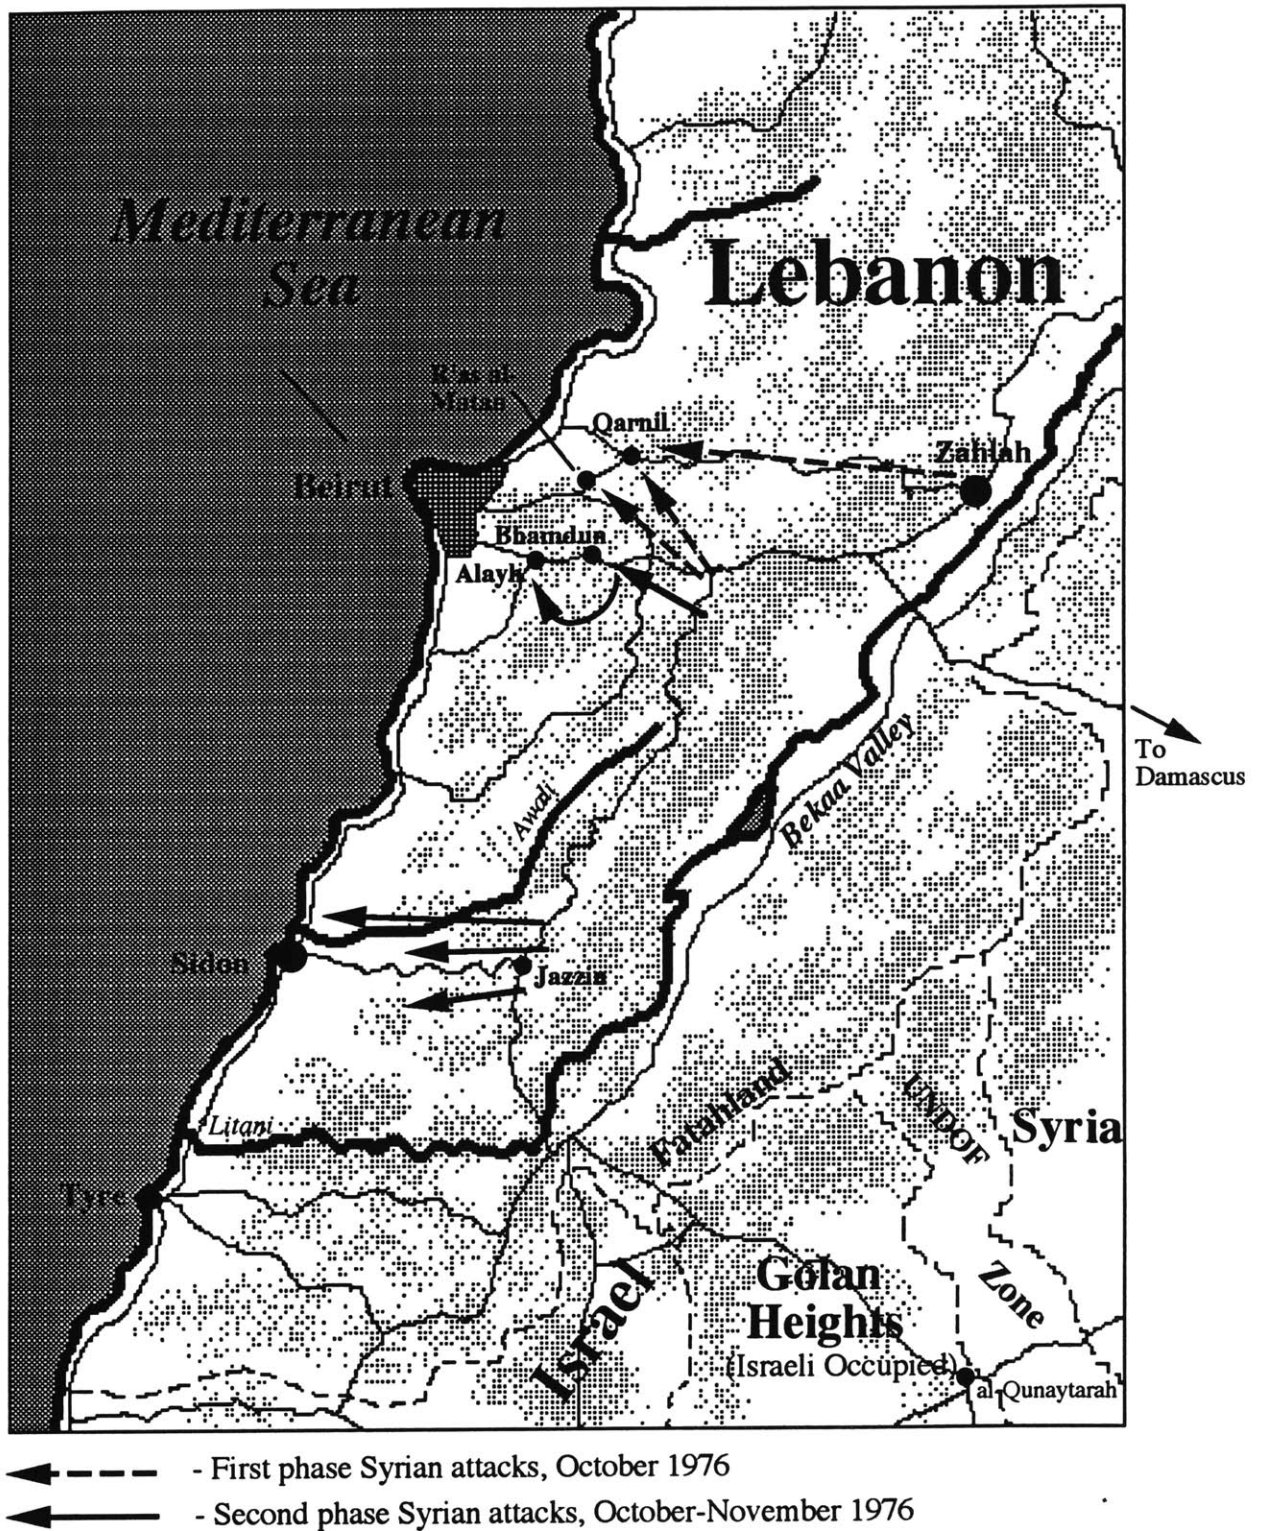 Mediterranean
Sea
Lebanon
R'as al-
Matan
Qarnil
Zahlah
Beirut
Bhamdun
Alayh
To
Damascus
Bekaa Valley
Awali
Sidon
Jazzin
Fatahland
UNDOF
Zone
Syria
Litani
Tyre
Israel
Golan
Heights
(Israeli Occupied)
al-Qunaytarah
- First phase Syrian attacks, October 1976
- Second phase Syrian attacks, October-November 1976